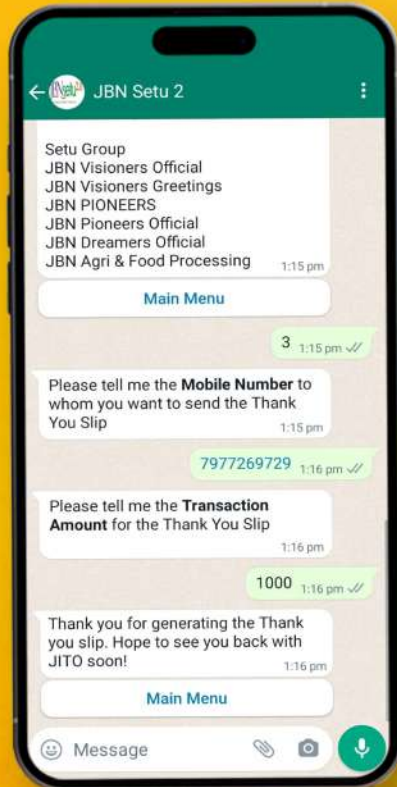 JBN Setu 2
Setu Group
JBN Visioners Official
JBN Visioners Greetings
JBN PIONEERS
JBN Pioneers Official
JBN Dreamers Official
JBN Agri & Food Processing
1:15 pm
Main Menu
3 1:15 pm
Please tell me the Mobile Number to
whom you want to send the Thank
You Slip
1:15 pm
7977269729 1:16 pm
Please tell me the Transaction
Amount for the Thank You Slip
1:16 pm
1000 1:16 pm
Thank you for generating the Thank
you slip. Hope to see you back with
JITO soon!
1:16 pm
Main Menu
Message